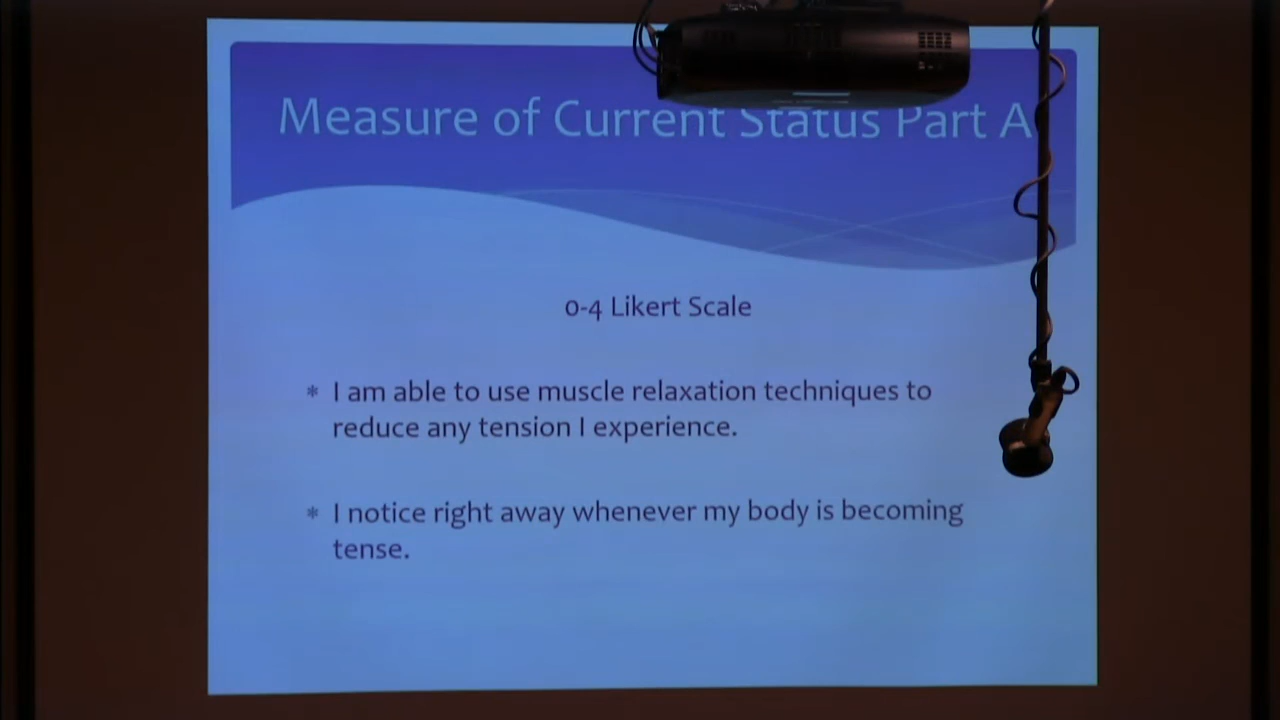 Measure of Current Status Part A
0-4 Likert Scale
* I am able to use muscle relaxation techniques to
reduce any tension I experience.
* I notice right away whenever my body is becoming
tense.